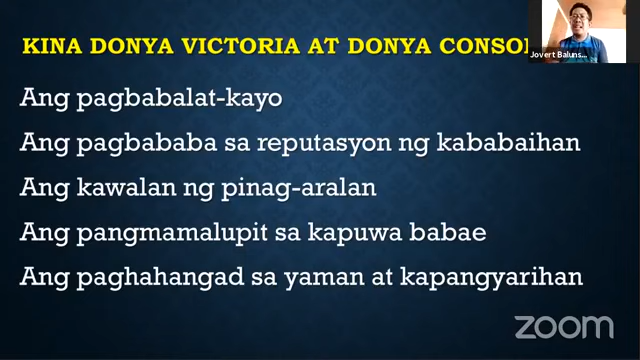 KINA DONYA VICTORIA AT DONYA
Ang pagbabalat-kayo
Ang pagbababa sa reputasyon ng kababaihan
Ang kawalan ng pinag-aralan
Ang pangmamalupit sa kapuwa babae
Ang paghahangad sa yaman at kapangyarihan
Jovert Baluns...
zoom